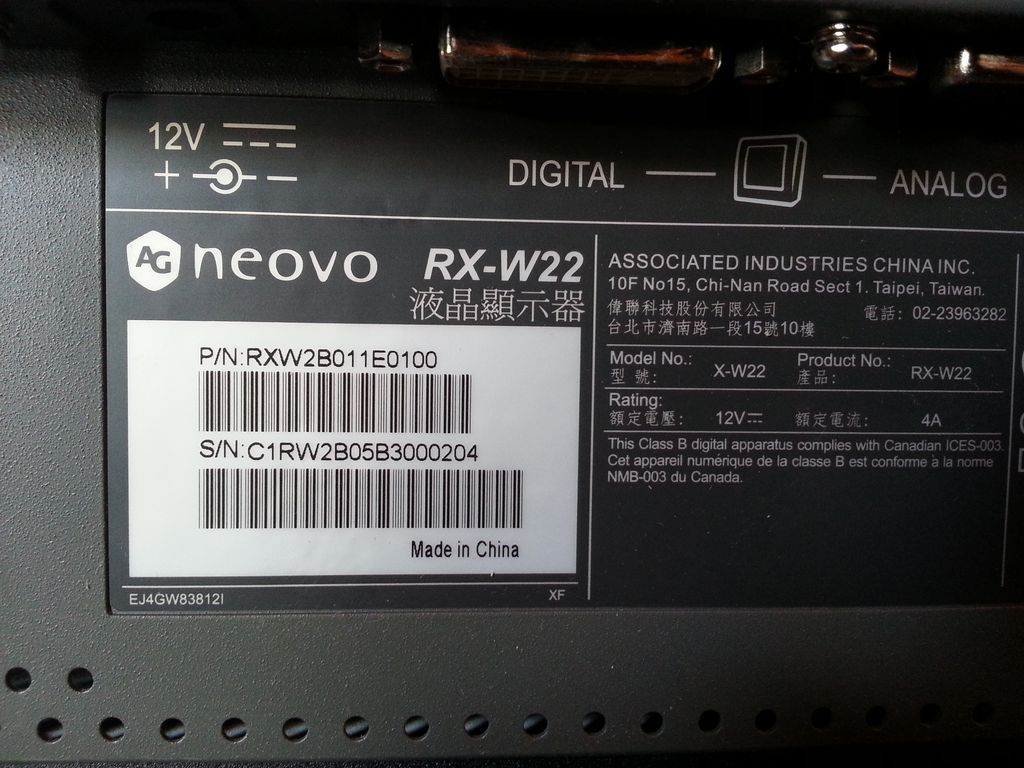 12V
DIGITAL ANALOG
AG neovo RX-W22
液晶顯示器
P/N:RXW2B011E0100
S/N:C1RW2B05B3000204
Made in China
EJ4GW83812I XF
ASSOCIATED INDUSTRIES CHINA INC.
10F No15, Chi-Nan Road Sect 1. Taipei, Taiwan.
偉聯科技股份有限公司 電話: 02-23963282
台北市濟南路一段15號10樓
Model No.: Product No.:
型 號: X-W22 產品: RX-W22
Rating:
額定電壓: 12V 額定電流: 4A
This Class B digital apparatus complies with Canadian ICES-003.
Cet appareil numérique de la classe B est conforme à la norme
NMB-003 du Canada.